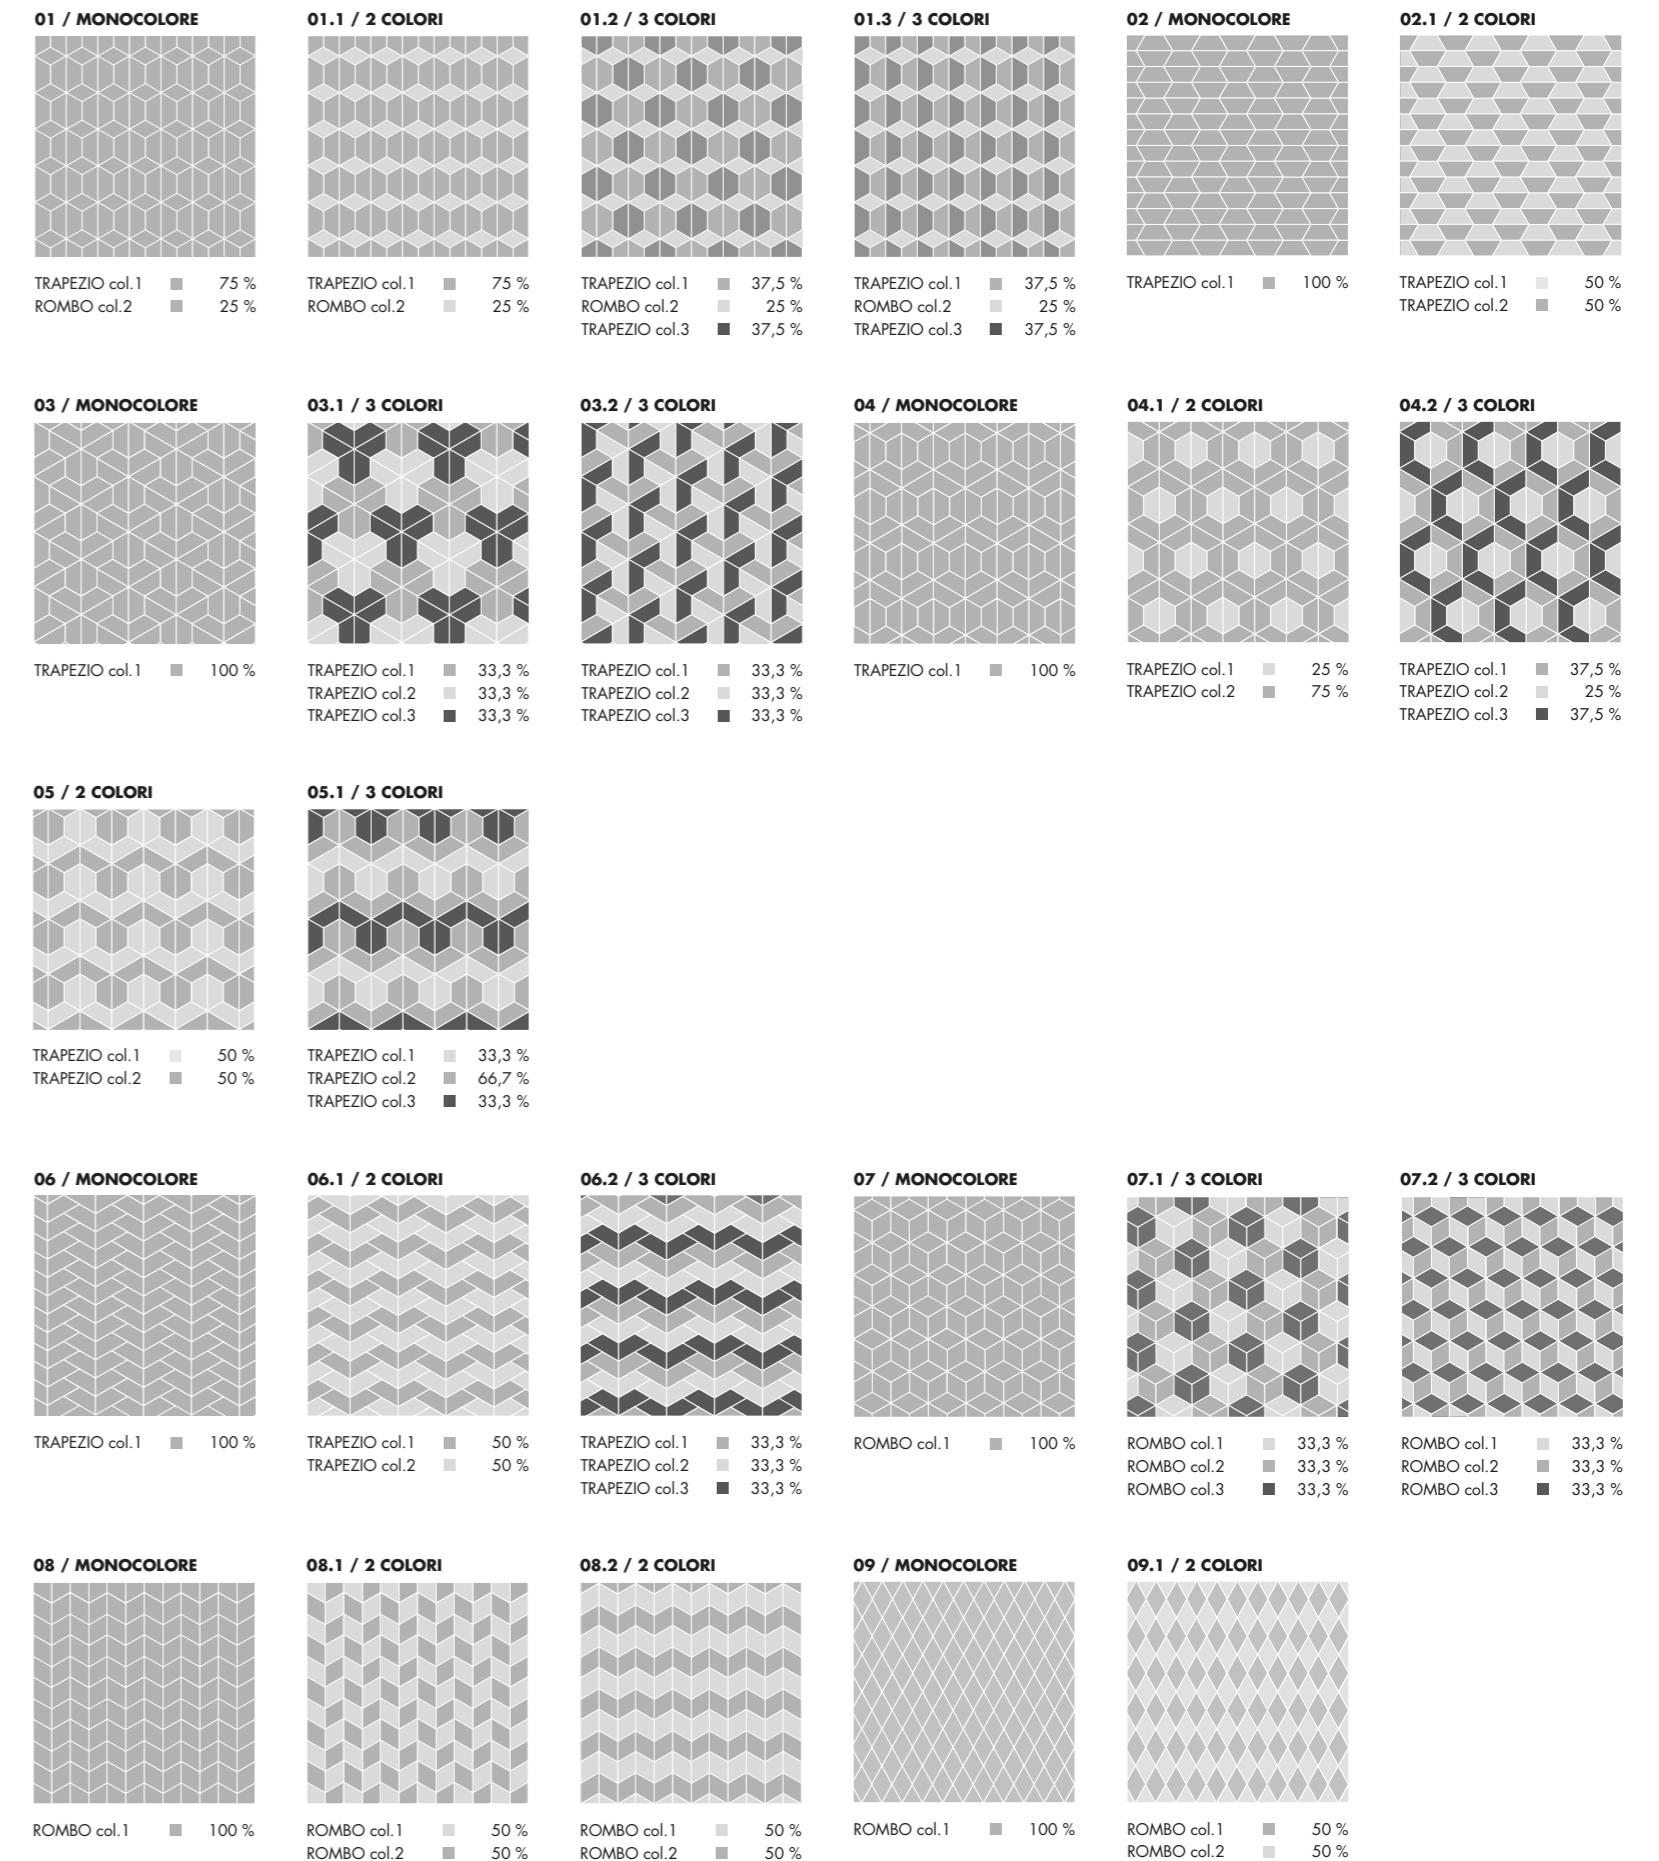 01 / MONOCOLORE
TRAPEZIO col.1 75 %
ROMBO col.2 25 %
01.1 / 2 COLORI
TRAPEZIO col.1 75 %
ROMBO col.2 25 %
01.2 / 3 COLORI
TRAPEZIO col.1 37,5 %
ROMBO col.2 25 %
TRAPEZIO col.3 37,5 %
01.3 / 3 COLORI
TRAPEZIO col.1 37,5 %
ROMBO col.2 25 %
TRAPEZIO col.3 37,5 %
02 / MONOCOLORE
TRAPEZIO col.1 100 %
02.1 / 2 COLORI
TRAPEZIO col.1 50 %
TRAPEZIO col.2 50 %
03 / MONOCOLORE
TRAPEZIO col.1 100 %
03.1 / 3 COLORI
TRAPEZIO col.1 33,3 %
TRAPEZIO col.2 33,3 %
TRAPEZIO col.3 33,3 %
03.2 / 3 COLORI
TRAPEZIO col.1 33,3 %
TRAPEZIO col.2 33,3 %
TRAPEZIO col.3 33,3 %
04 / MONOCOLORE
TRAPEZIO col.1 100 %
04.1 / 2 COLORI
TRAPEZIO col.1 25 %
TRAPEZIO col.2 75 %
04.2 / 3 COLORI
TRAPEZIO col.1 37,5 %
TRAPEZIO col.2 25 %
TRAPEZIO col.3 37,5 %
05 / 2 COLORI
TRAPEZIO col.1 50 %
TRAPEZIO col.2 50 %
05.1 / 3 COLORI
TRAPEZIO col.1 33,3 %
TRAPEZIO col.2 66,7 %
TRAPEZIO col.3 33,3 %
06 / MONOCOLORE
TRAPEZIO col.1 100 %
06.1 / 2 COLORI
TRAPEZIO col.1 50 %
TRAPEZIO col.2 50 %
06.2 / 3 COLORI
TRAPEZIO col.1 33,3 %
TRAPEZIO col.2 33,3 %
TRAPEZIO col.3 33,3 %
07 / MONOCOLORE
ROMBO col.1 100 %
07.1 / 3 COLORI
ROMBO col.1 33,3 %
ROMBO col.2 33,3 %
ROMBO col.3 33,3 %
07.2 / 3 COLORI
ROMBO col.1 33,3 %
ROMBO col.2 33,3 %
ROMBO col.3 33,3 %
08 / MONOCOLORE
ROMBO col.1 100 %
08.1 / 2 COLORI
ROMBO col.1 50 %
ROMBO col.2 50 %
08.2 / 2 COLORI
ROMBO col.1 50 %
ROMBO col.2 50 %
09 / MONOCOLORE
ROMBO col.1 100 %
09.1 / 2 COLORI
ROMBO col.1 50 %
ROMBO col.2 50 %